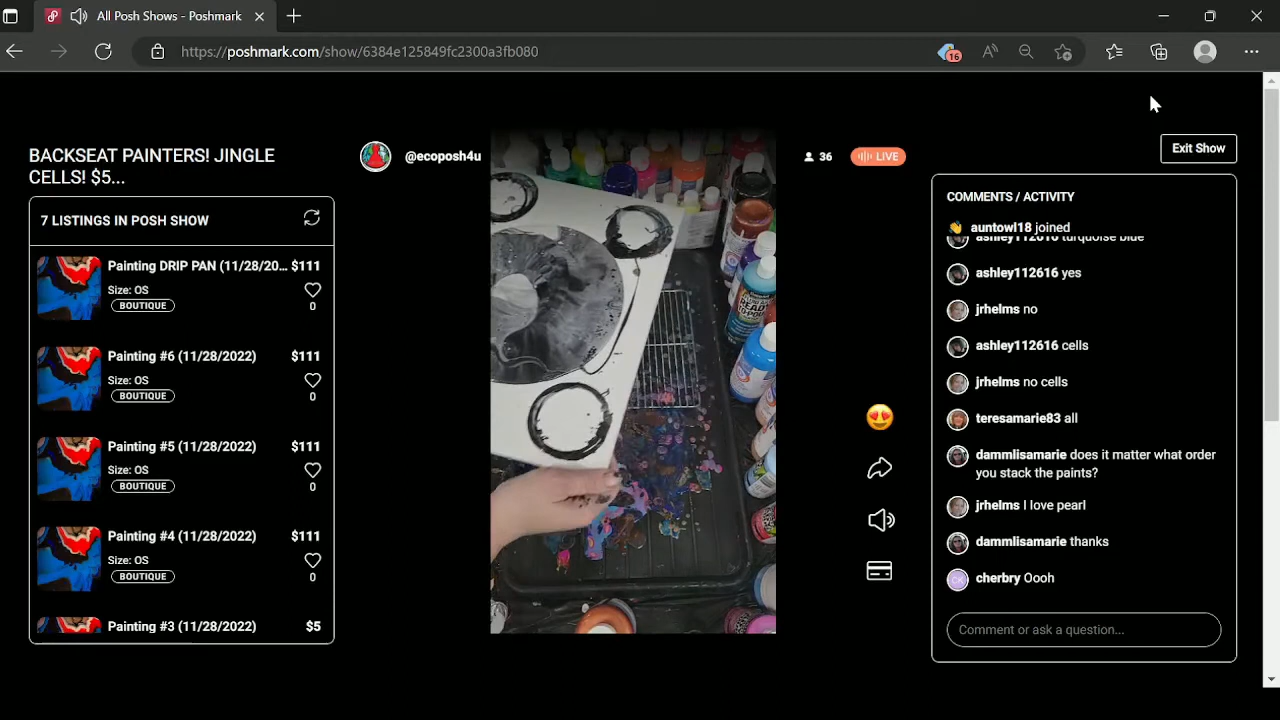 All Posh Shows - Poshmark
https://poshmark.com/show/6384e125849fc2300a3fb080
16
BACKSEAT PAINTERS! JINGLE
CELLS! $5...
@ecoposh4u
36
LIVE
Exit Show
7 LISTINGS IN POSH SHOW
Painting DRIP PAN (11/28/20... $111
Size: OS
BOUTIQUE
0
Painting #6 (11/28/2022) $111
Size: OS
BOUTIQUE
0
Painting #5 (11/28/2022) $111
Size: OS
BOUTIQUE
0
Painting #4 (11/28/2022) $111
Size: OS
BOUTIQUE
0
Painting #3 (11/28/2022) $5
COMMENTS / ACTIVITY
auntowl18 joined
ashley112616 turquoise blue
ashley112616 yes
jrhelms no
ashley112616 cells
jrhelms no cells
teresamarie83 all
dammlisamarie does it matter what order
you stack the paints?
jrhelms I love pearl
dammlisamarie thanks
CK
cherbry Oooh
Comment or ask a question...